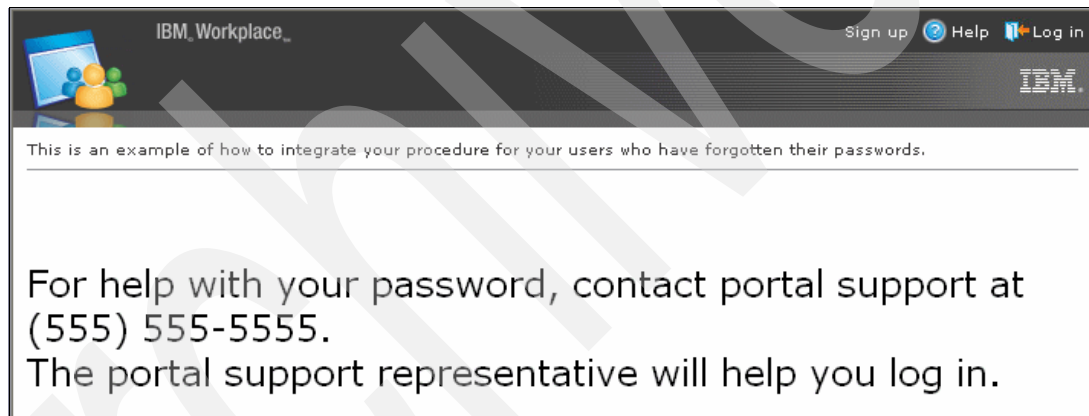 IBM Workplace
Sign up Help Log in
IBM.
This is an example of how to integrate your procedure for your users who have forgotten their passwords.
For help with your password, contact portal support at
(555) 555-5555.
The portal support representative will help you log in.